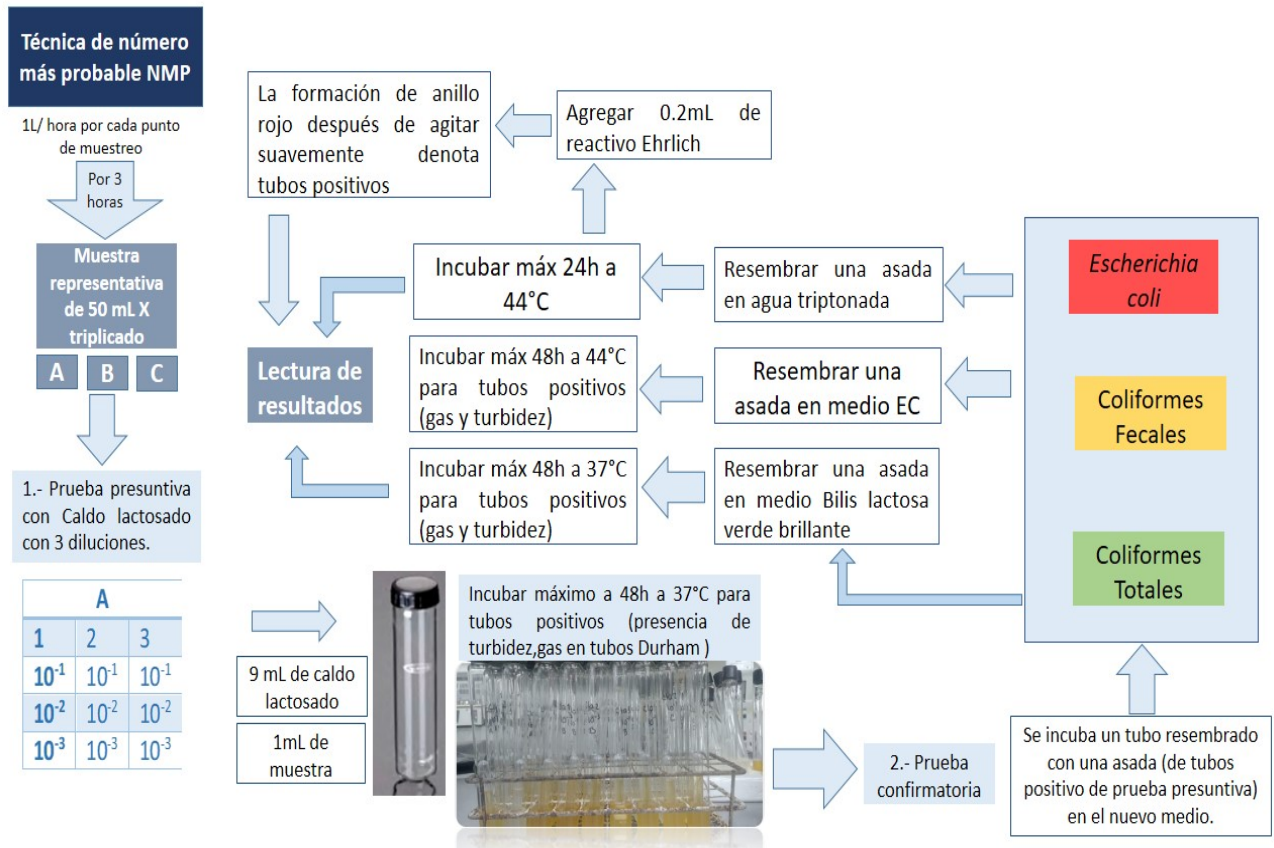 Técnica de número
más probable NMP
1L/ hora por cada punto
de muestreo
Por 3
horas
Muestra
representativa
de 50 mL X
triplicado
A B C
1.- Prueba presuntiva
con Caldo lactosado
con 3 diluciones.
A
1 2 3
10⁻¹ 10⁻¹ 10⁻¹
10⁻² 10⁻² 10⁻²
10⁻³ 10⁻³ 10⁻³
9 mL de caldo
lactosado
1mL de
muestra
Incubar máximo a 48h a 37°C para
tubos positivos (presencia de
turbidez,gas en tubos Durham )
2.- Prueba
confirmatoria
Se incuba un tubo resembrado
con una asada (de tubos
positivo de prueba presuntiva)
en el nuevo medio.
Escherichia
coli
Coliformes
Fecales
Coliformes
Totales
Resembrar una asada
en agua triptonada
Incubar máx 24h a
44°C
Agregar 0.2mL de
reactivo Ehrlich
La formación de anillo
rojo después de agitar
suavemente denota
tubos positivos
Resembrar una
asada en medio EC
Incubar máx 48h a 44°C
para tubos positivos
(gas y turbidez)
Resembrar una asada
en medio Bilis lactosa
verde brillante
Incubar máx 48h a 37°C
para tubos positivos
(gas y turbidez)
Lectura de
resultados